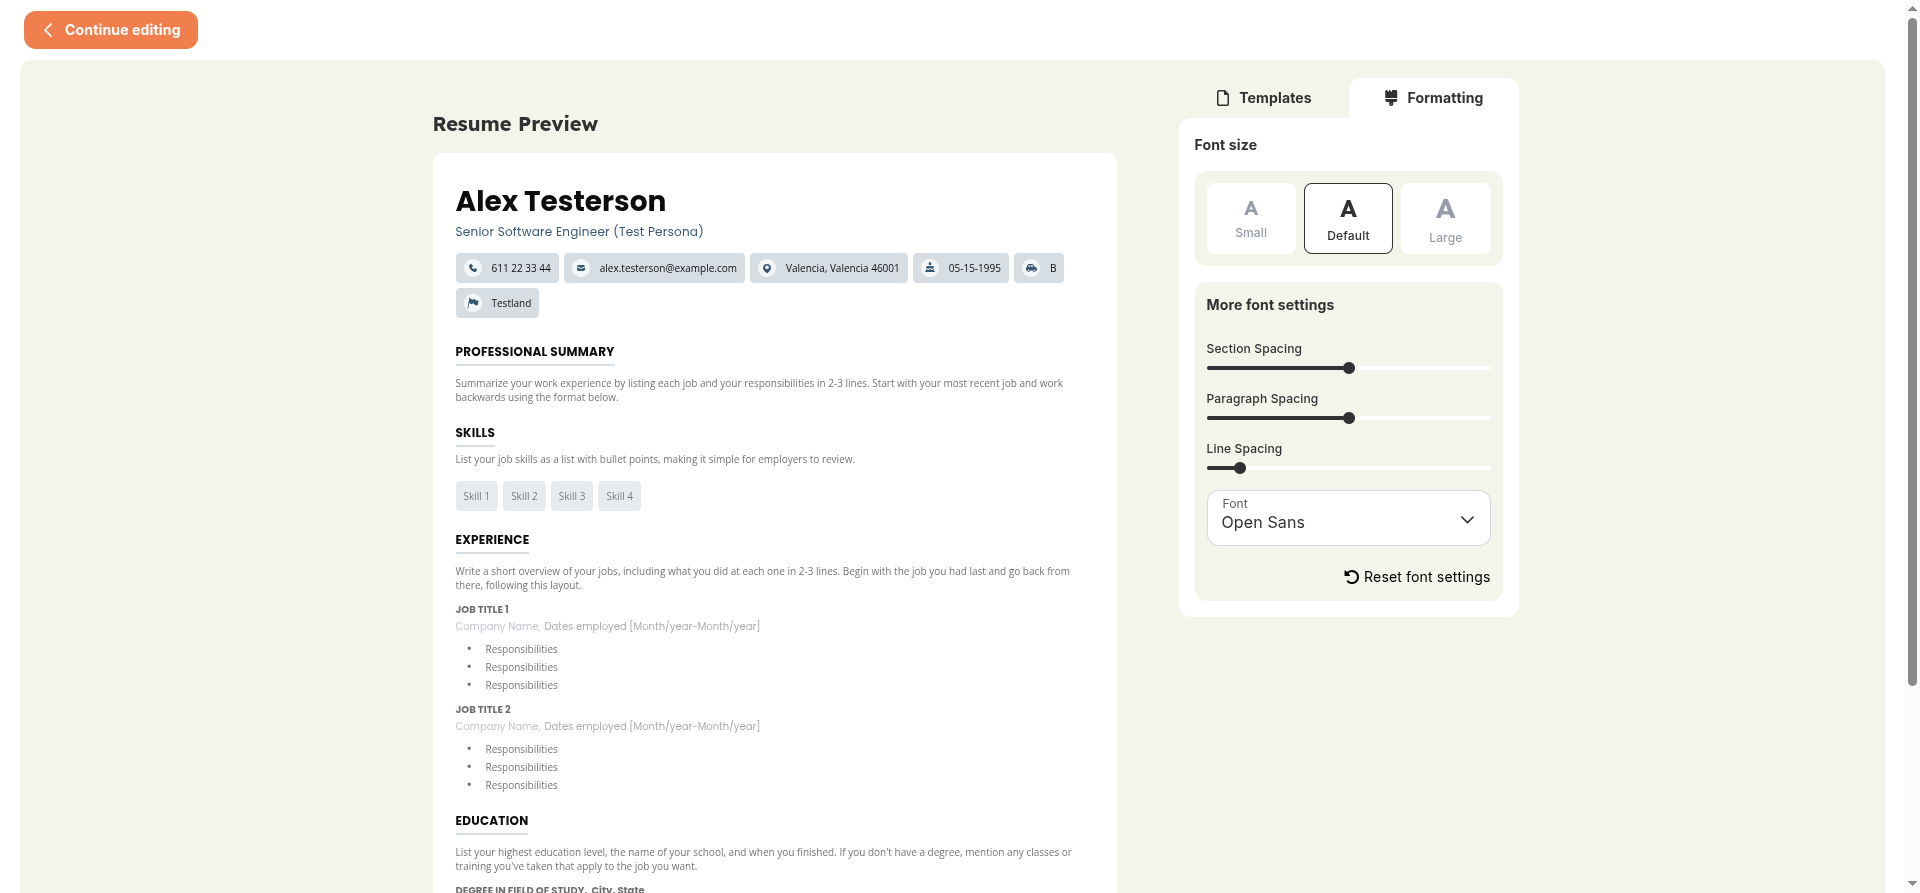 Continue editing
Templates
Formatting
Resume Preview
Font size
A
Small
A
Default
A
Large
Alex Testerson
Senior Software Engineer (Test Persona)
611 22 33 44
alex.testerson@example.com
Valencia, Valencia 46001
05-15-1995
B
Testland
More font settings
Section Spacing
Paragraph Spacing
Line Spacing
Font
Open Sans
Reset font settings
PROFESSIONAL SUMMARY
Summarize your work experience by listing each job and your responsibilities in 2-3 lines. Start with your most recent job and work
backwards using the format below.
SKILLS
List your job skills as a list with bullet points, making it simple for employers to review.
Skill 1
Skill 2
Skill 3
Skill 4
EXPERIENCE
Write a short overview of your jobs, including what you did at each one in 2-3 lines. Begin with the job you had last and go back from
there, following this layout.
JOB TITLE 1
Company Name, Dates employed [Month/year-Month/year]
• Responsibilities
• Responsibilities
• Responsibilities
JOB TITLE 2
Company Name, Dates employed [Month/year-Month/year]
• Responsibilities
• Responsibilities
• Responsibilities
EDUCATION
List your highest education level, the name of your school, and when you finished. If you don't have a degree, mention any classes or
training you've taken that apply to the job you want.
DEGREE IN FIELD OF STUDY, City, State